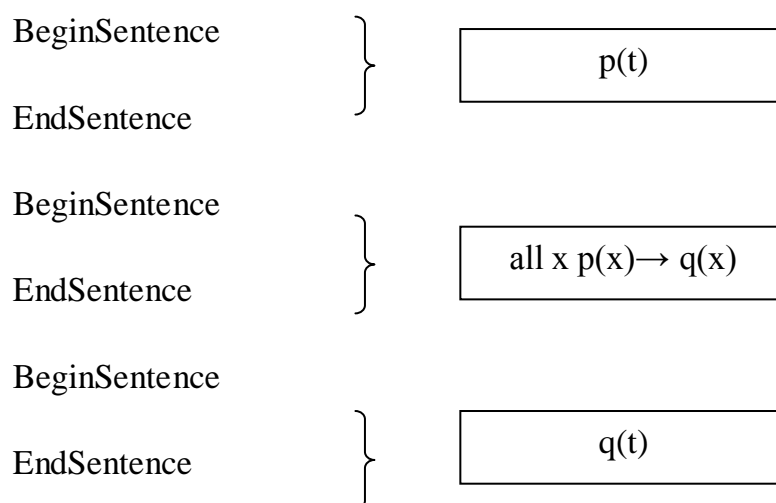 BeginSentence
p(t)
EndSentence
BeginSentence
all x p(x)→ q(x)
EndSentence
BeginSentence
q(t)
EndSentence